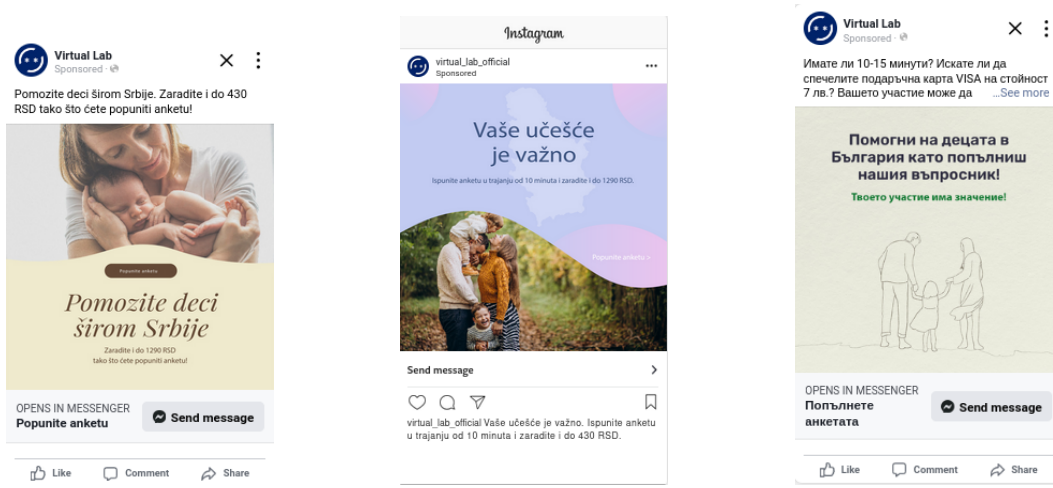 Virtual Lab
Sponsored ·
Pomozite deci širom Srbije. Zaradite i do 430
RSD tako što ćete popuniti anketu!
Popunite anketu
Pomozite deci
širom Srbije
Zaradite i do 1290 RSD
tako što ćete popuniti anketu!
OPENS IN MESSENGER
Popunite anketu
Send message
Like
Comment
Share
Instagram
virtual_lab_official
Sponsored
Vaše učešće
je važno
Ispunite anketu u trajanju od 10 minuta i zaradite i do 1290 RSD.
Popunite anketu >
Send message
virtual_lab_official Vaše učešće je važno. Ispunite anketu
u trajanju od 10 minuta i zaradite i do 430 RSD.
Virtual Lab
Sponsored ·
Имате ли 10-15 минути? Искате ли да
спечелите подаръчна карта VISA на стойност
7 лв.? Вашето участие може да ...See more
Помогни на децата в
България като попълниш
нашия въпросник!
Твоето участие има значение!
OPENS IN MESSENGER
Попълнете
анкетата
Send message
Like
Comment
Share